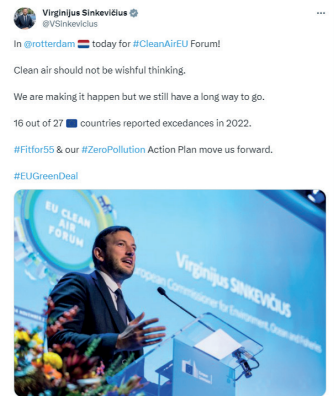 Virginijus Sinkevičius
@VSinkevicius
In @rotterdam 🇳🇱 today for #CleanAirEU Forum!
Clean air should not be wishful thinking.
We are making it happen but we still have a long way to go.
16 out of 27 🇪🇺 countries reported excedances in 2022.
#Fitfor55 & our #ZeroPollution Action Plan move us forward.
#EUGreenDeal
EU CLEAN
AIR
FORUM
Virginijus SINKEVIČIUS
European Commissioner for Environment, Ocean and Fisheries